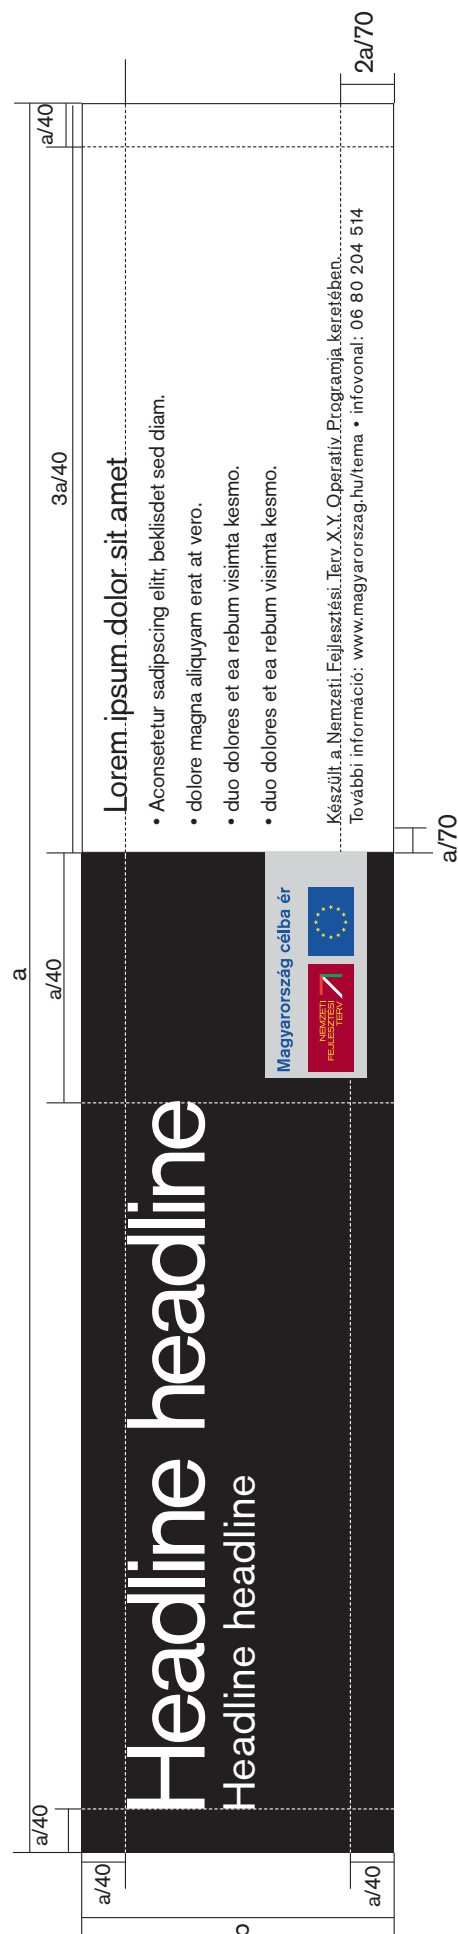 Headline headline
Headline headline
Magyarország célba ér
NEMZETI
FEJLESZTÉSI
TERV
Lorem ipsum dolor sit amet
• Aconsetetur sadipscing elitr, beklisdet sed diam.
• dolore magna aliquyam erat at vero.
• duo dolores et ea rebum visimta kesmo.
• duo dolores et ea rebum visimta kesmo.
Készült a Nemzeti Fejlesztési Terv X.Y. Operatív Programja keretében.
További információ: www.magyarorszag.hu/tema • infovonal: 06 80 204 514
a
a/40
a/40
3a/40
a/40
a/40
a/40
a/70
2a/70